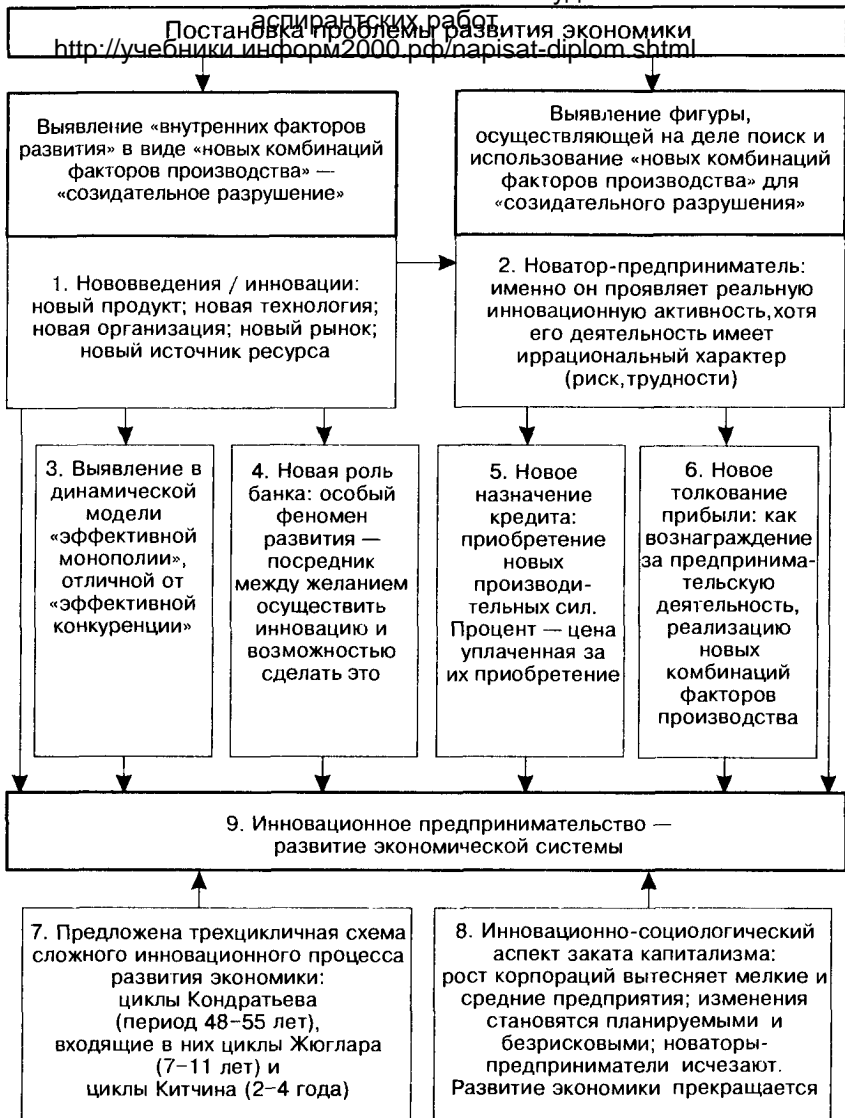 аспирантских работ
Постановка проблемы развития экономики
http://учебники.информ2000.рф/napisat-diplom.shtml
Выявление «внутренних факторов
развития» в виде «новых комбинаций
факторов производства» —
«созидательное разрушение»
Выявление фигуры,
осуществляющей на деле поиск и
использование «новых комбинаций
факторов производства» для
«созидательного разрушения»
1. Нововведения / инновации:
новый продукт; новая технология;
новая организация; новый рынок;
новый источник ресурса
2. Новатор-предприниматель:
именно он проявляет реальную
инновационную активность,хотя
его деятельность имеет
иррациональный характер
(риск,трудности)
3. Выявление в
динамической
модели
«эффективной
монополии»,
отличной от
«эффективной
конкуренции»
4. Новая роль
банка: особый
феномен
развития —
посредник
между желанием
осуществить
инновацию и
возможностью
сделать это
5. Новое
назначение
кредита:
приобретение
новых
производи-
тельных сил.
Процент — цена
уплаченная за
их приобретение
6. Новое
толкование
прибыли: как
вознаграждение
за предпринима-
тельскую
деятельность,
реализацию
новых
комбинаций
факторов
производства
9. Инновационное предпринимательство —
развитие экономической системы
7. Предложена трехцикличная схема
сложного инновационного процесса
развития экономики:
циклы Кондратьева
(период 48–55 лет),
входящие в них циклы Жюглара
(7–11 лет) и
циклы Китчина (2–4 года)
8. Инновационно-социологический
аспект заката капитализма:
рост корпораций вытесняет мелкие и
средние предприятия; изменения
становятся планируемыми и
безрисковыми; новаторы-
предприниматели исчезают.
Развитие экономики прекращается